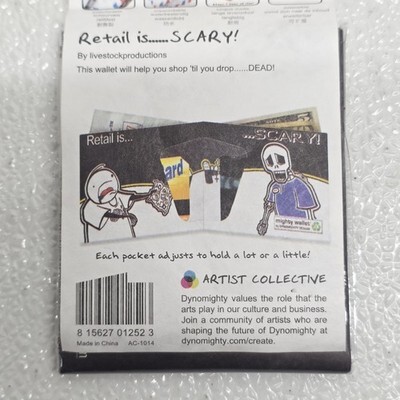 Retail is......SCARY!
By livestockproductions
This wallet will help you shop 'til you drop......DEAD!
Retail is...
...SCARY!
ard
mighty wallet
Each pocket adjusts to hold a lot or a little!
ARTIST COLLECTIVE
Dynomighty values the role that the
arts play in our culture and business.
Join a community of artists who are
shaping the future of Dynomighty at
dynomighty.com/create.
8 15627 01252 3
Made in China AC-1014